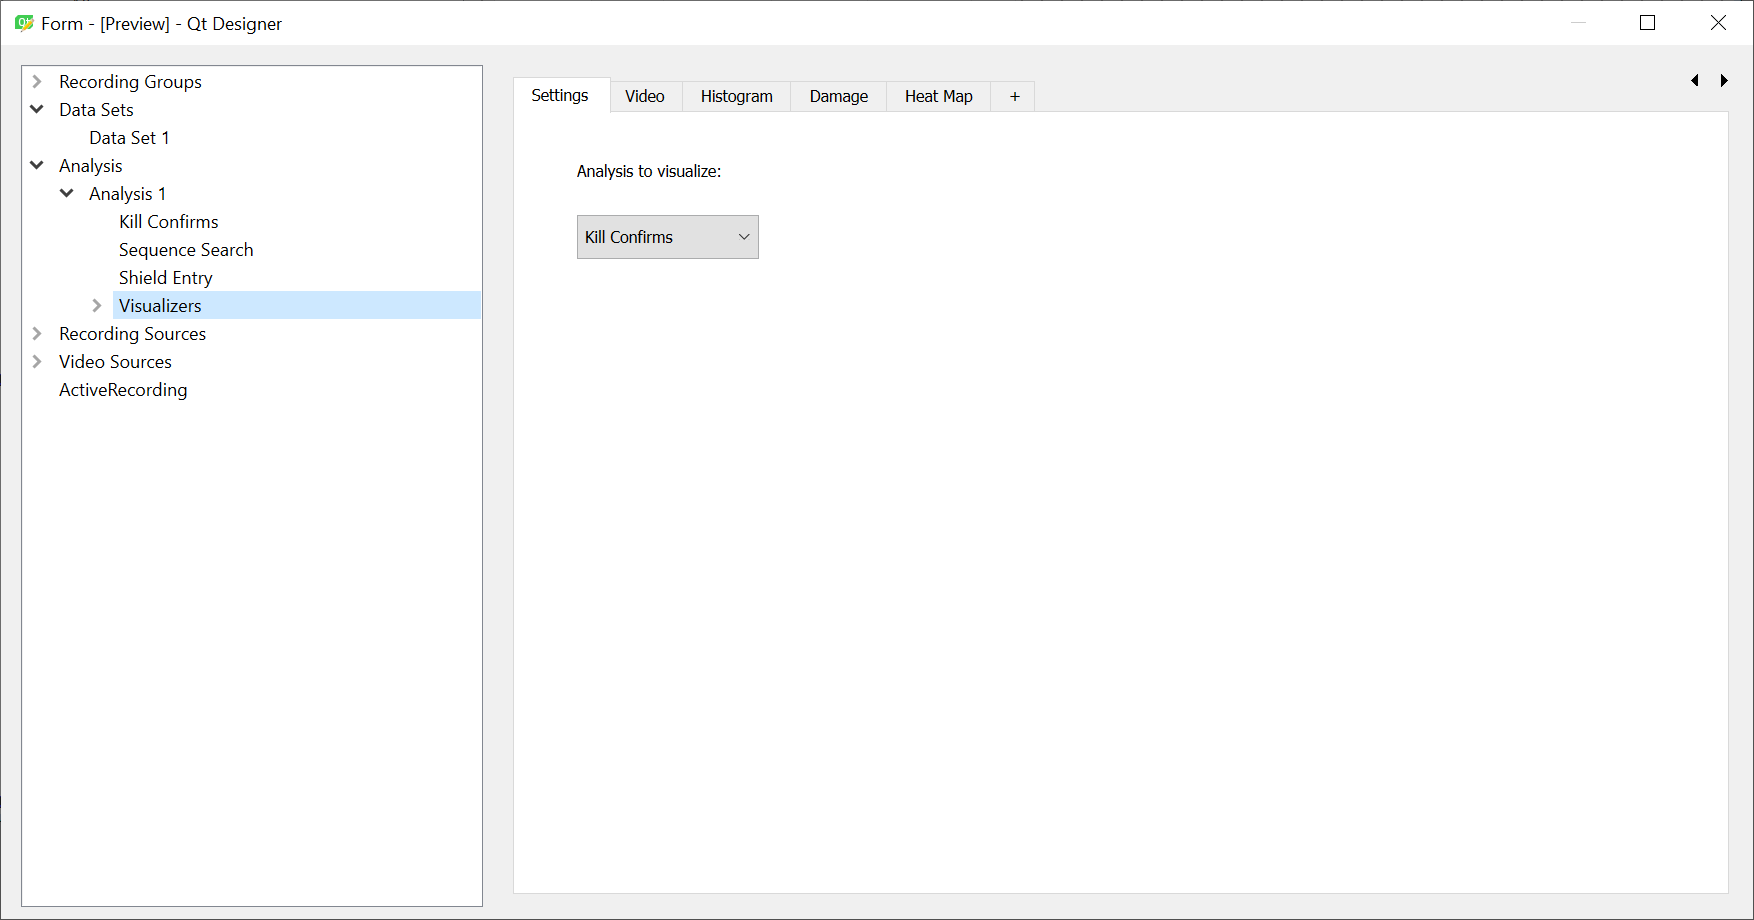 Form - [Preview] - Qt Designer
Recording Groups
Data Sets
Data Set 1
Analysis
Analysis 1
Kill Confirms
Sequence Search
Shield Entry
Visualizers
Recording Sources
Video Sources
ActiveRecording
Settings Video Histogram Damage Heat Map +
Analysis to visualize:
Kill Confirms